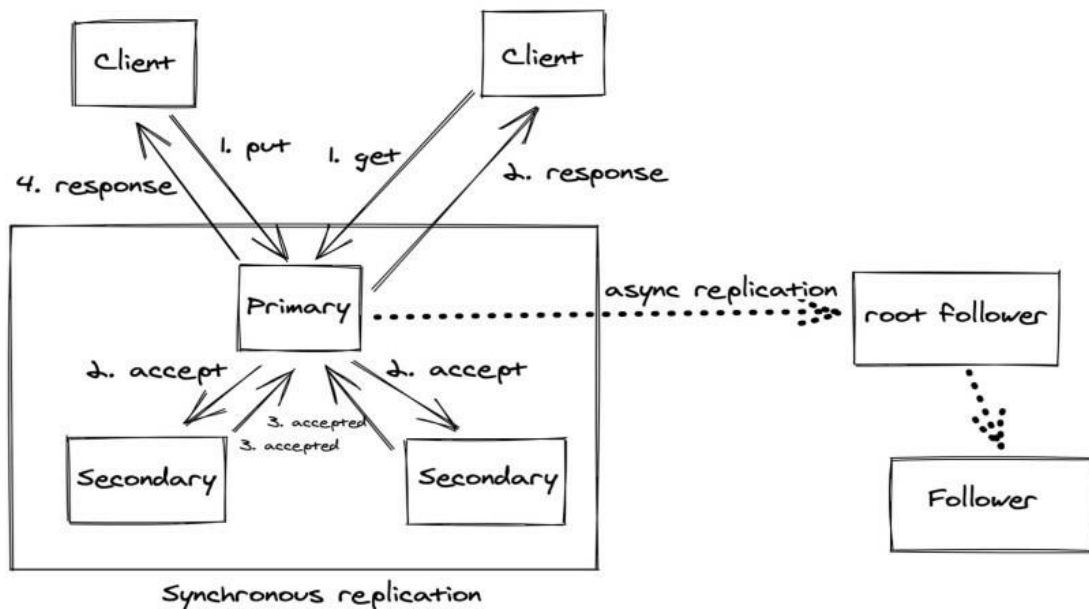 Client
Client
1. put
1. get
4. response
2. response
Primary
async replication
root follower
2. accept
2. accept
3. accepted
3. accepted
Secondary
Secondary
Follower
Synchronous replication